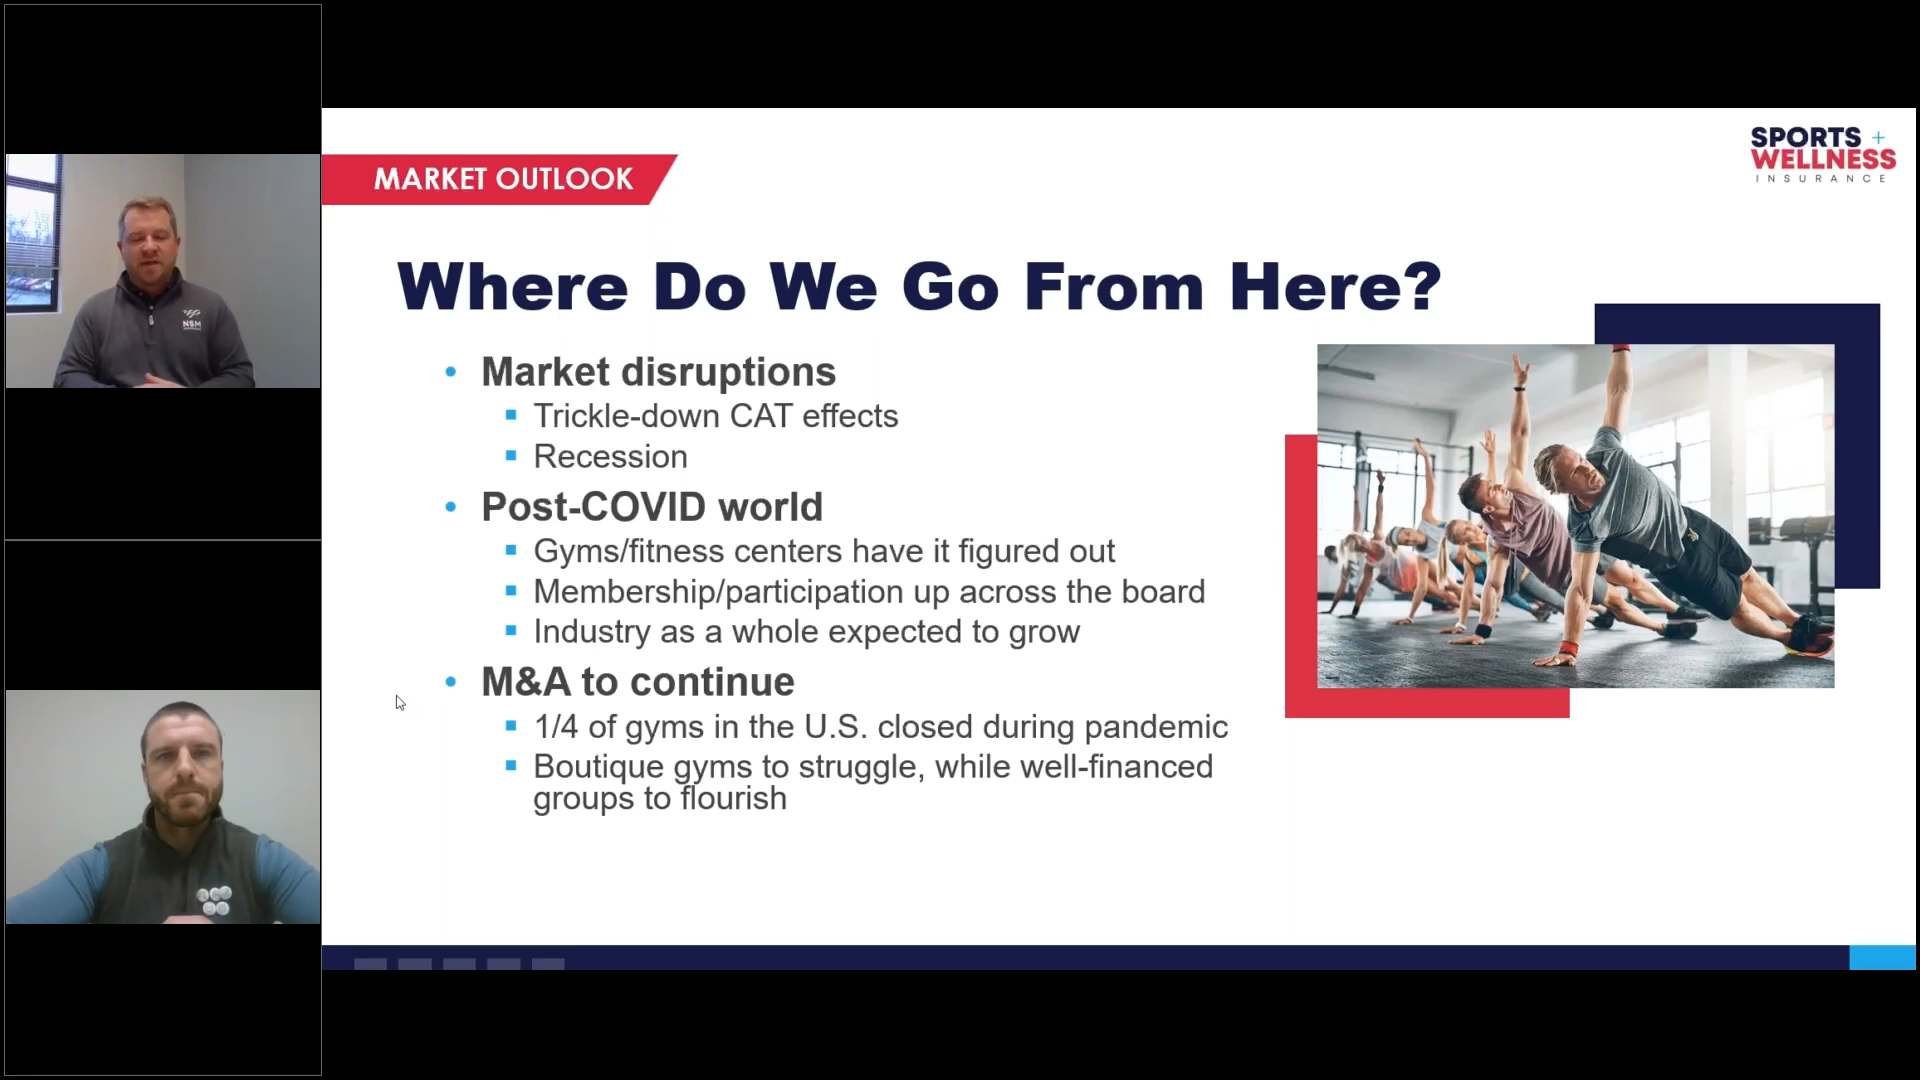 MARKET OUTLOOK
SPORTS +
WELLNESS
INSURANCE
Where Do We Go From Here?
• Market disruptions
▪ Trickle-down CAT effects
▪ Recession
• Post-COVID world
▪ Gyms/fitness centers have it figured out
▪ Membership/participation up across the board
▪ Industry as a whole expected to grow
• M&A to continue
▪ 1/4 of gyms in the U.S. closed during pandemic
▪ Boutique gyms to struggle, while well-financed
groups to flourish
NSM